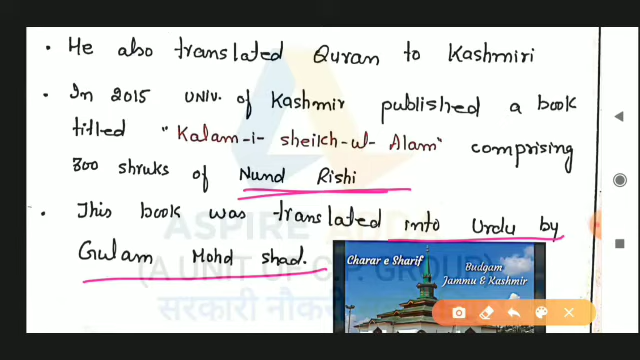 • He also translated Quran to Kashmiri
• In 2015 univ. of Kashmir published a book
titled "Kalam-i-sheikh-ul-Alam" comprising
300 shruks of Nund Rishi
• This book was translated into Urdu by
Gulam Mohd shad.
ASPIRE
(A UNIT OF C.P. GROUP)
सरकारी नौकरी
Charar e Sharif
Budgam
Jammu & Kashmir